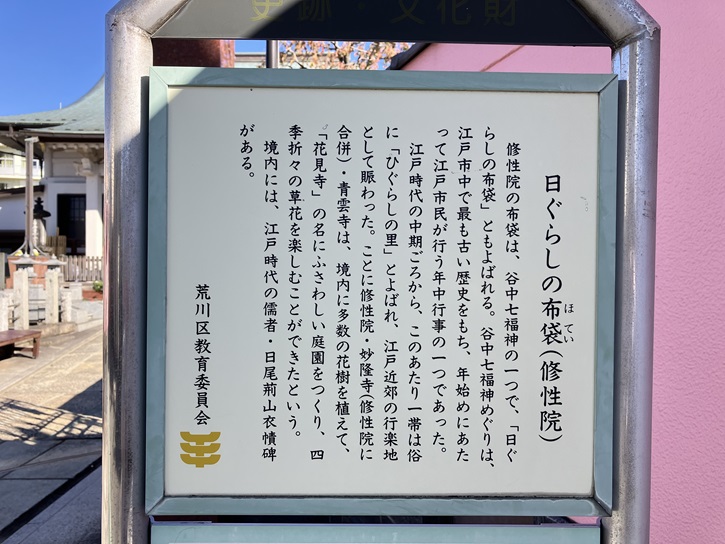 史跡・文化財
日ぐらしの布袋(修性院)
ほてい
修性院の布袋は、谷中七福神の一つで、「日ぐ
らしの布袋」ともよばれる。谷中七福神めぐりは、
江戸市中で最も古い歴史をもち、年始めにあた
って江戸市民が行う年中行事の一つであった。
江戸時代の中期ごろから、このあたり一帯は俗
に「ひぐらしの里」とよばれ、江戸近郊の行楽地
として賑わった。ことに修性院・妙隆寺(修性院に
合併)・青雲寺は、境内に多数の花樹を植えて、
「花見寺」の名にふさわしい庭園をつくり、四
季折々の草花を楽しむことができたという。
境内には、江戸時代の儒者・日尾荊山衣幘碑
がある。
荒川区教育委員会